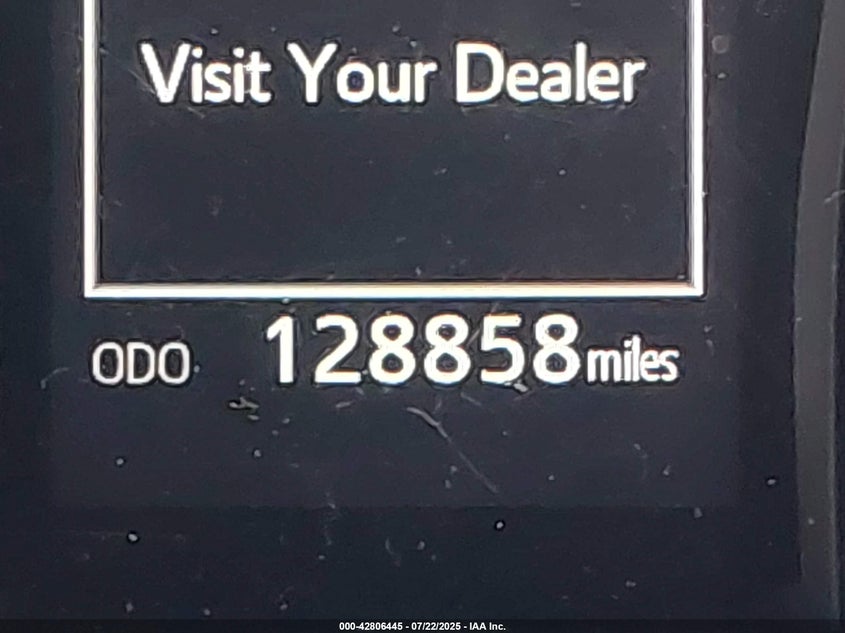 Visit Your Dealer
ODO 128858 miles
000-42806445 - 07/22/2025 - IAA Inc.